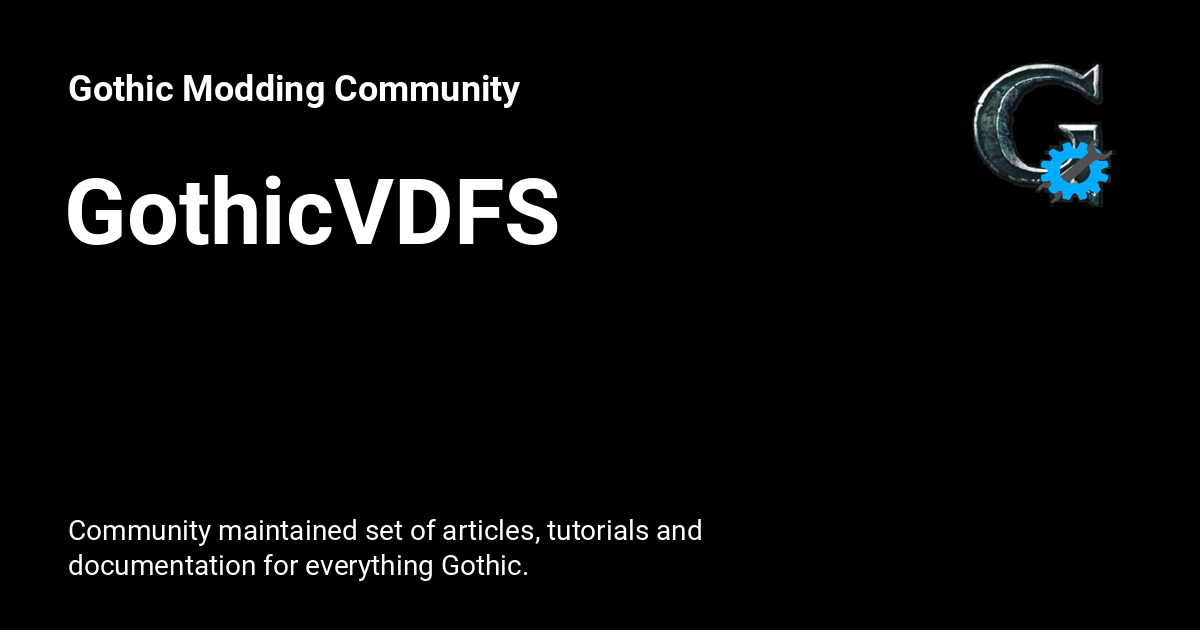 Gothic Modding Community
GothicVDFS
Community maintained set of articles, tutorials and
documentation for everything Gothic.